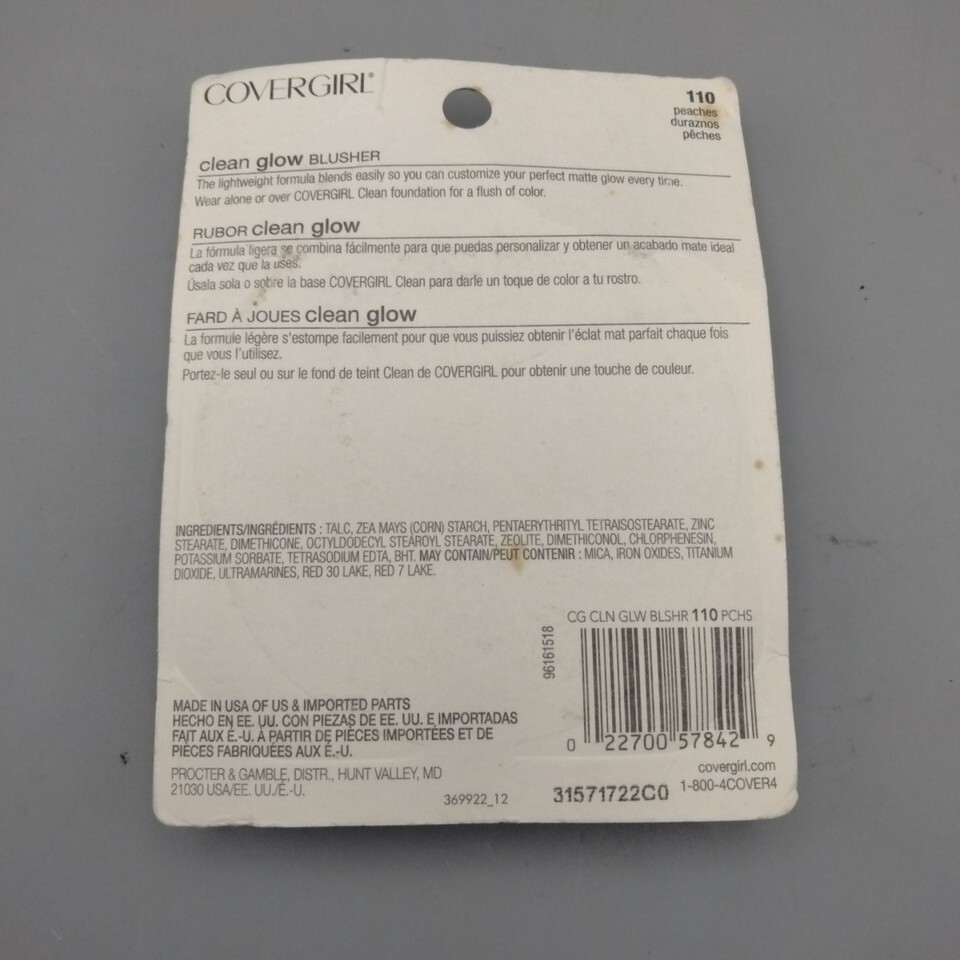 COVERGIRL®
110
peaches
duraznos
pêches
clean glow BLUSHER
The lightweight formula blends easily so you can customize your perfect matte glow every time.
Wear alone or over COVERGIRL Clean foundation for a flush of color.
RUBOR clean glow
La fórmula ligera se combina fácilmente para que puedas personalizar y obtener un acabado mate ideal
cada vez que la uses.
Úsala sola o sobre la base COVERGIRL Clean para darle un toque de color a tu rostro.
FARD À JOUES clean glow
La formule légère s'estompe facilement pour que vous puissiez obtenir l'éclat mat parfait chaque fois
que vous l'utilisez.
Portez-le seul ou sur le fond de teint Clean de COVERGIRL pour obtenir une touche de couleur.
INGREDIENTS/INGRÉDIENTS : TALC, ZEA MAYS (CORN) STARCH, PENTAERYTHRITYL TETRAISOSTEARATE, ZINC
STEARATE, DIMETHICONE, OCTYLDODECYL STEAROYL STEARATE, ZEOLITE, DIMETHICONOL, CHLORPHENESIN,
POTASSIUM SORBATE, TETRASODIUM EDTA, BHT. MAY CONTAIN/PEUT CONTENIR : MICA, IRON OXIDES, TITANIUM
DIOXIDE, ULTRAMARINES, RED 30 LAKE, RED 7 LAKE.
CG CLN GLW BLSHR 110 PCHS
96161518
0 22700 57842 9
MADE IN USA OF US & IMPORTED PARTS
HECHO EN EE. UU. CON PIEZAS DE EE. UU. E IMPORTADAS
FAIT AUX É.-U. À PARTIR DE PIÈCES IMPORTÉES ET DE
PIÈCES FABRIQUÉES AUX É.-U.
PROCTER & GAMBLE, DISTR., HUNT VALLEY, MD
21030 USA/EE. UU./É.-U.
369922_12
31571722C0
covergirl.com
1-800-4COVER4